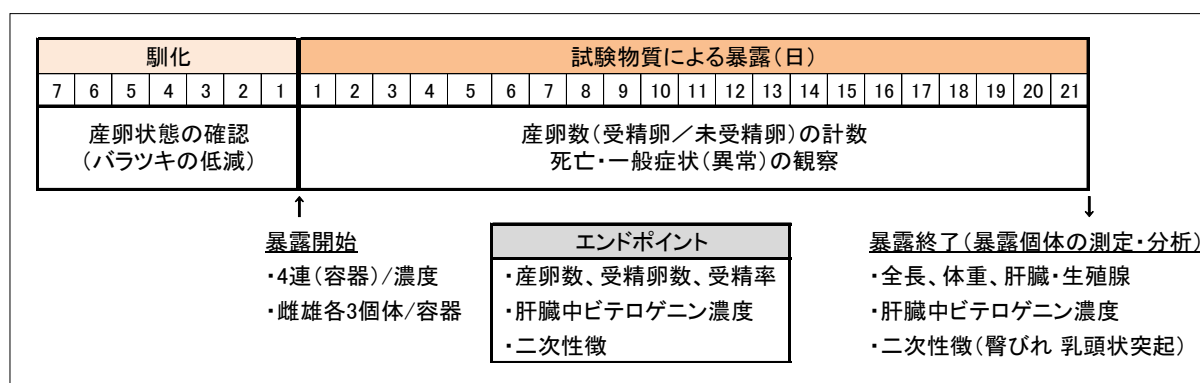 馴化 試験物質による暴露(日)
7 6 5 4 3 2 1 1 2 3 4 5 6 7 8 9 10 11 12 13 14 15 16 17 18 19 20 21
産卵状態の確認
(バラツキの低減)
産卵数(受精卵／未受精卵)の計数
死亡・一般症状(異常)の観察
↑
暴露開始
・4連(容器)/濃度
・雌雄各3個体/容器
エンドポイント
・産卵数、受精卵数、受精率
・肝臓中ビテロゲニン濃度
・二次性徴
↓
暴露終了(暴露個体の測定・分析)
・全長、体重、肝臓・生殖腺
・肝臓中ビテロゲニン濃度
・二次性徴(臀びれ 乳頭状突起)